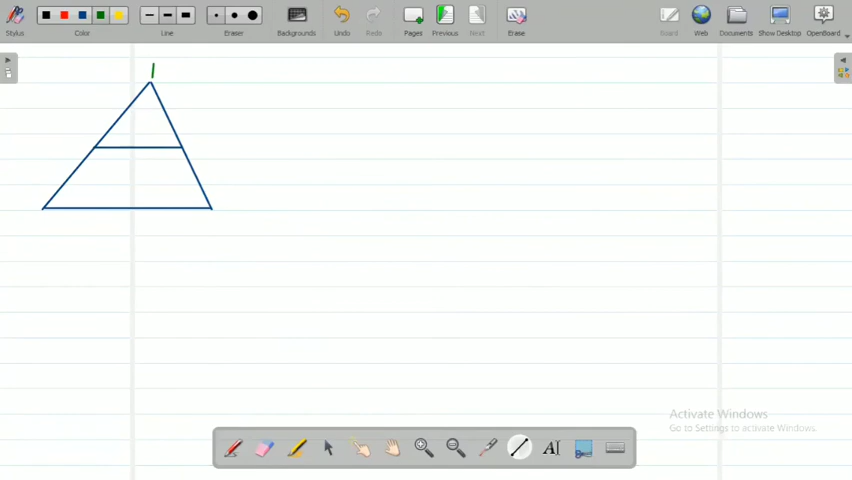 Stylus Color Line Eraser Backgrounds Undo Redo Pages Previous Next Erase Board Web Documents Show Desktop OpenBoard
Activate Windows
Go to Settings to activate Windows.
AI